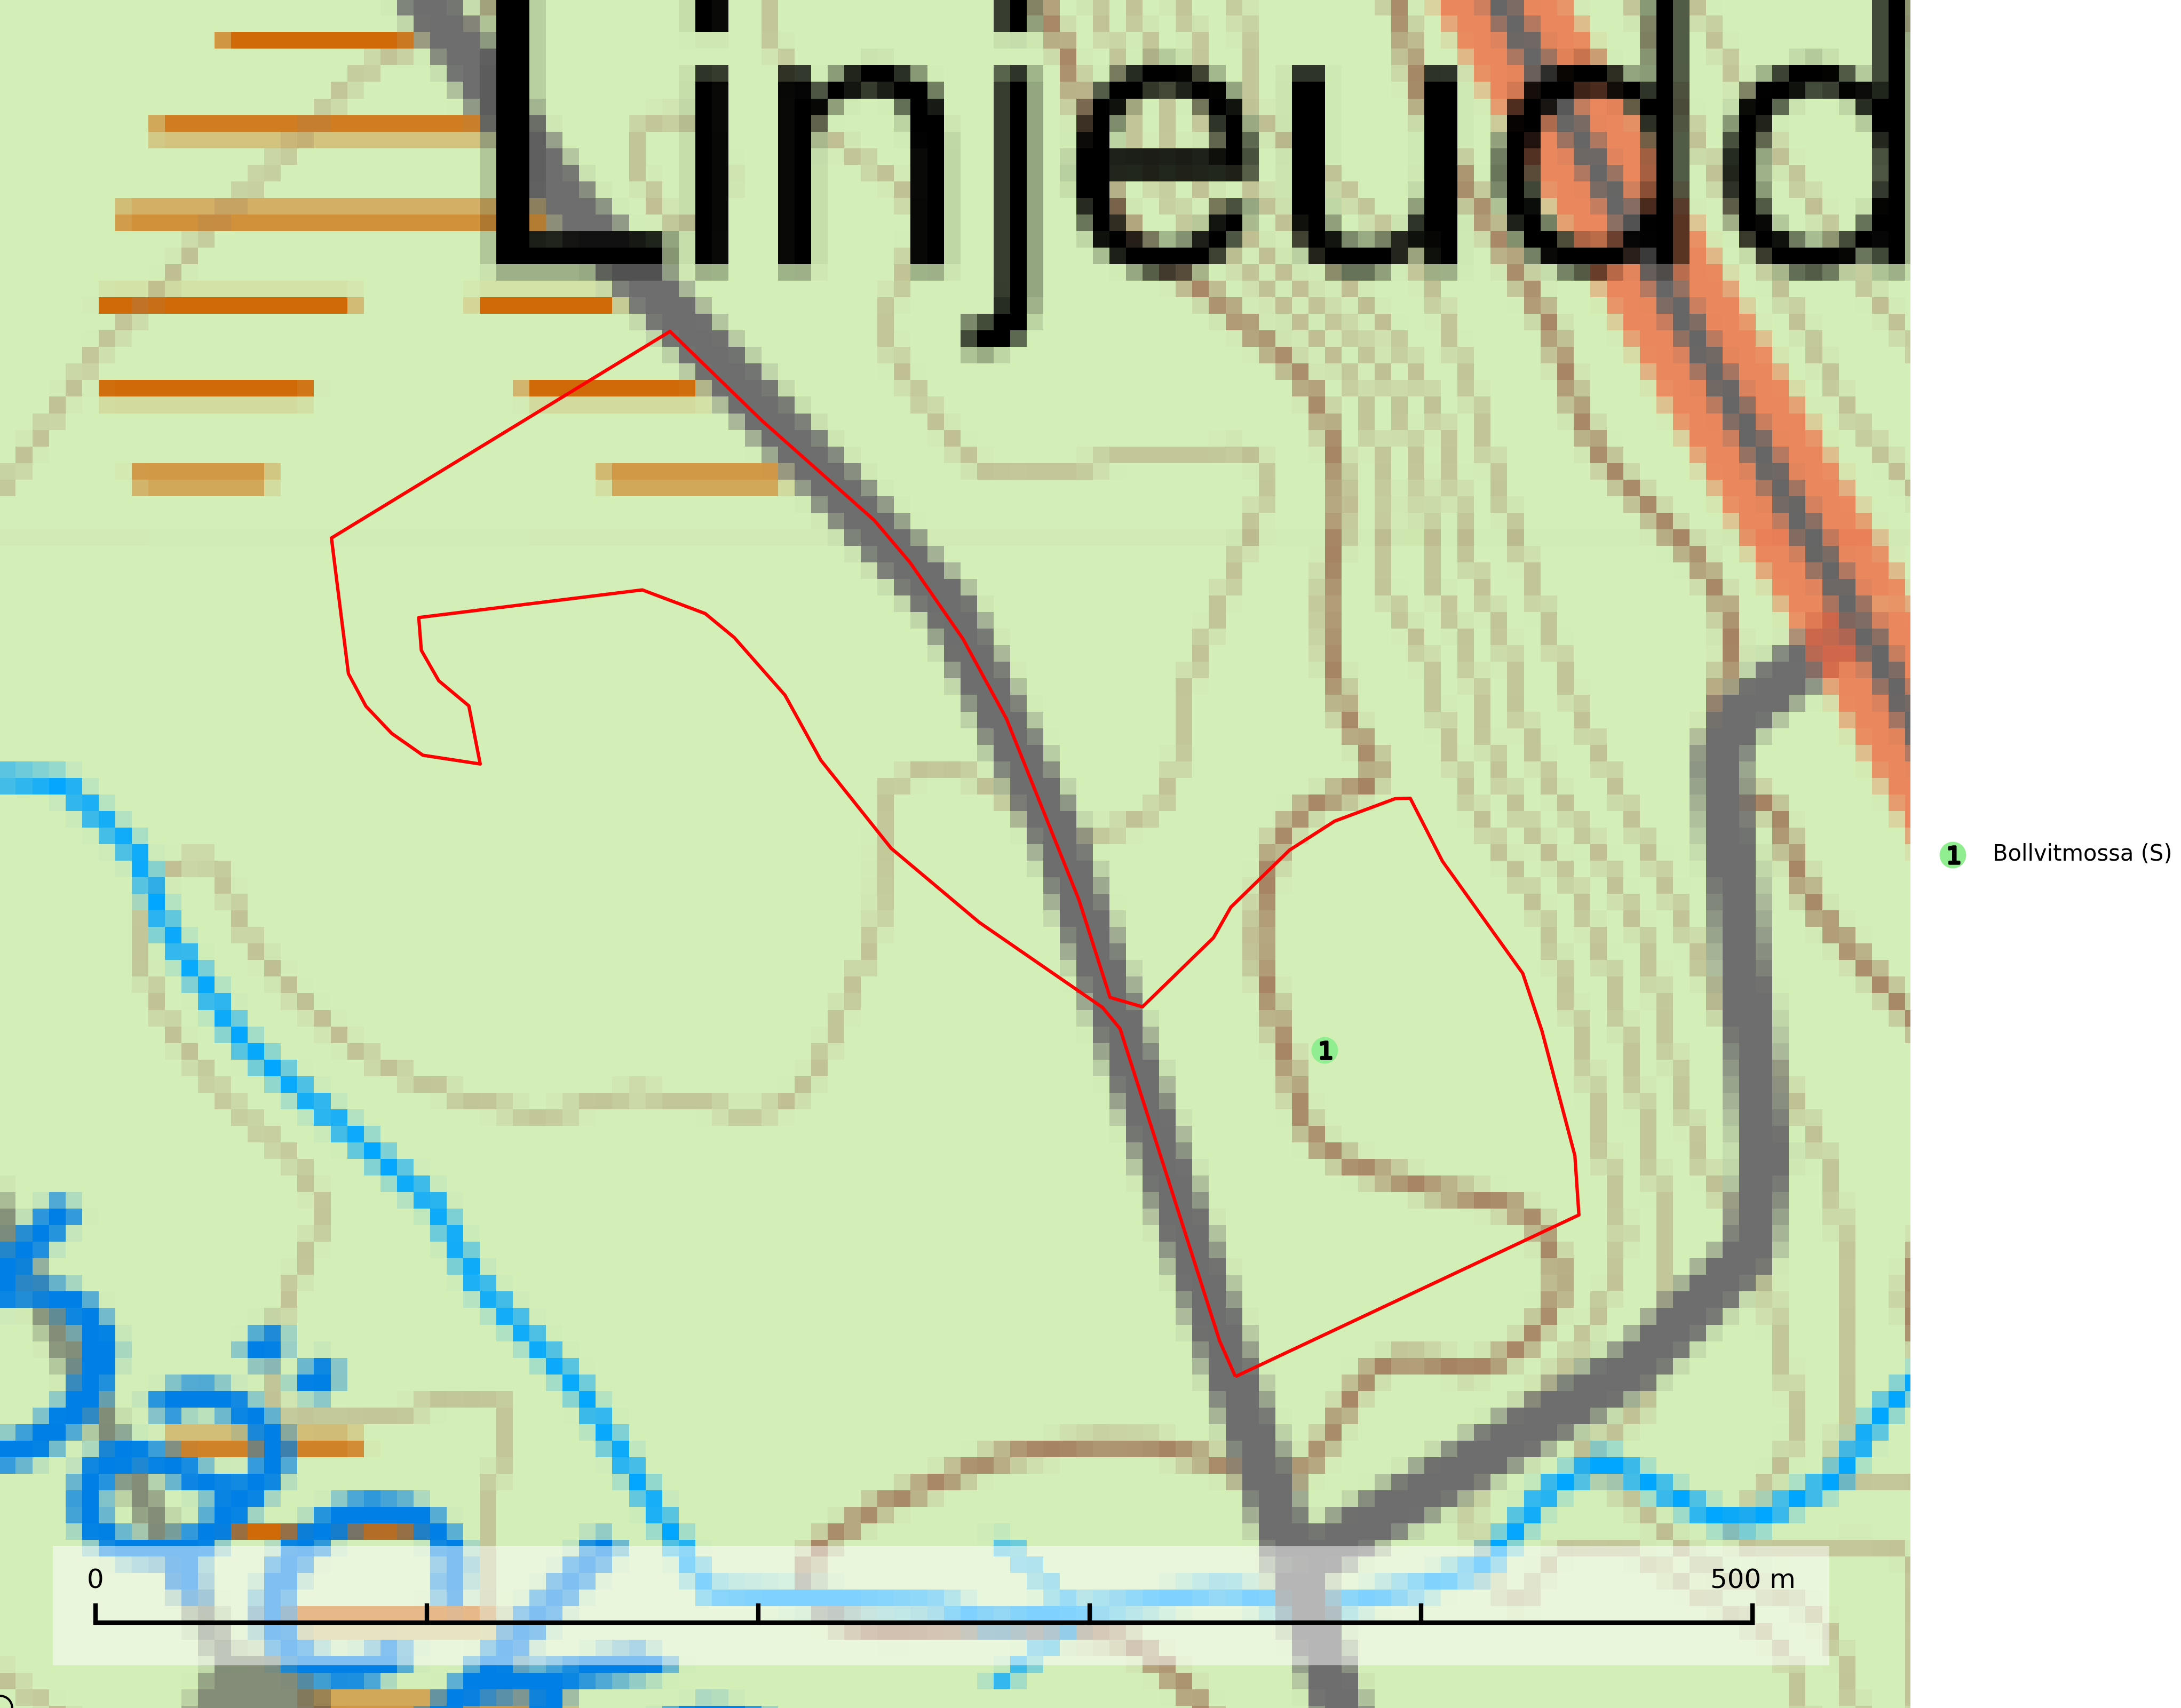 Linjeudd
1
1 Bollvitmossa (S)
0 500 m